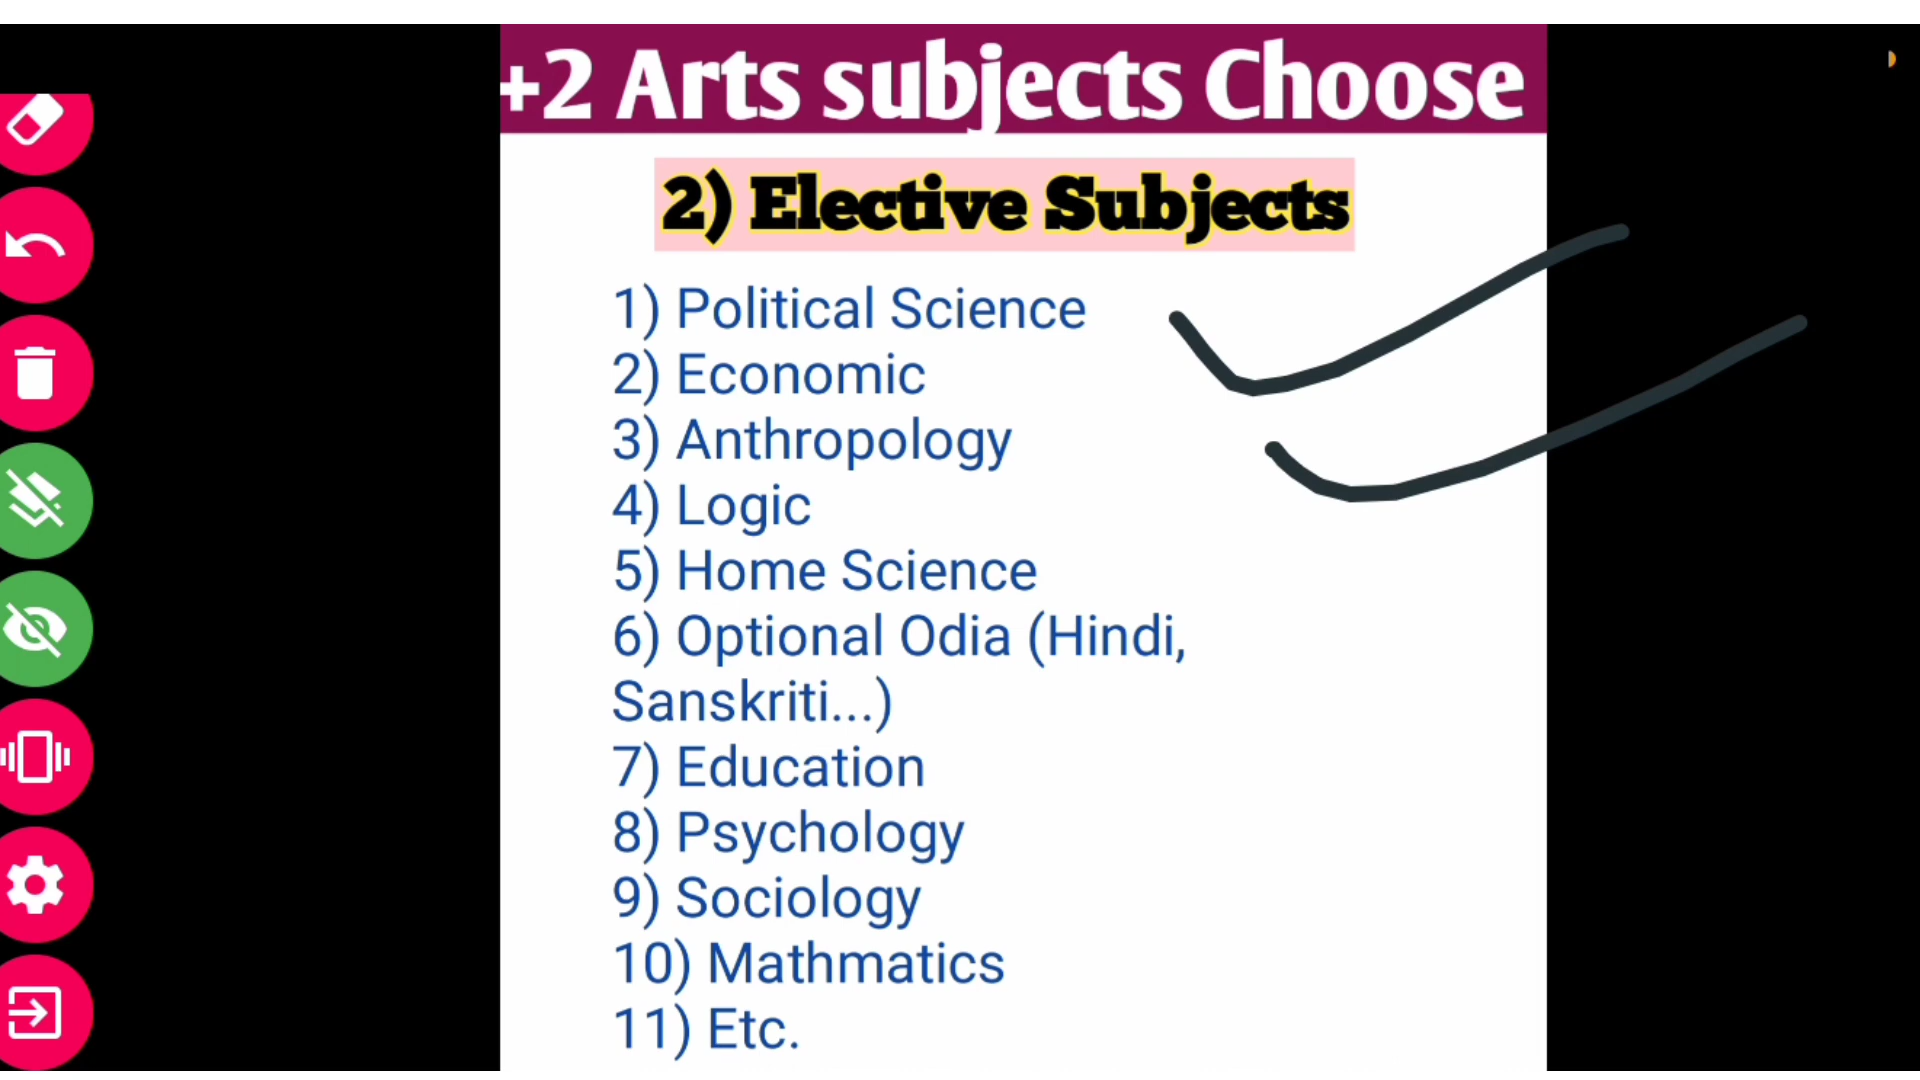 +2 Arts subjects Choose
2) Elective Subjects
1) Political Science
2) Economic
3) Anthropology
4) Logic
5) Home Science
6) Optional Odia (Hindi,
Sanskriti...)
7) Education
8) Psychology
9) Sociology
10) Mathmatics
11) Etc.